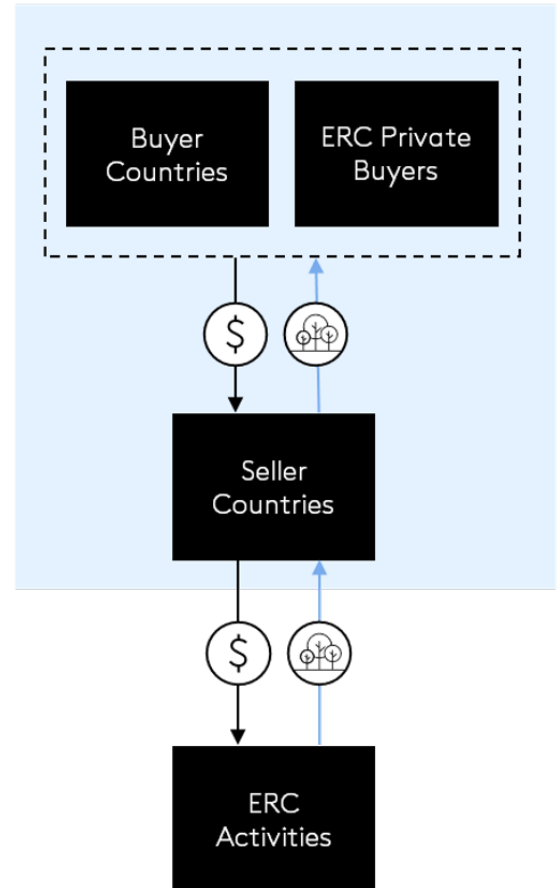 Buyer
Countries
ERC Private
Buyers
$
Seller
Countries
$
ERC
Activities